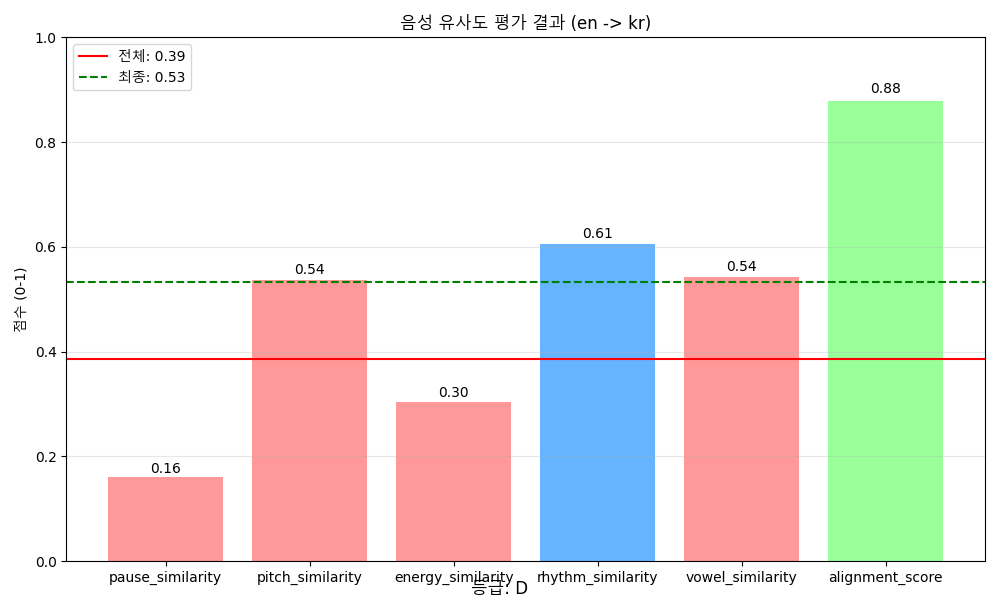 음성 유사도 평가 결과 (en -> kr)
전체: 0.39
최종: 0.53
점수 (0-1)
1.0
0.8
0.6
0.4
0.2
0.0
0.16
0.54
0.30
0.61
0.54
0.88
pause_similarity
pitch_similarity
energy_similarity
rhythm_similarity
vowel_similarity
alignment_score
등급: D